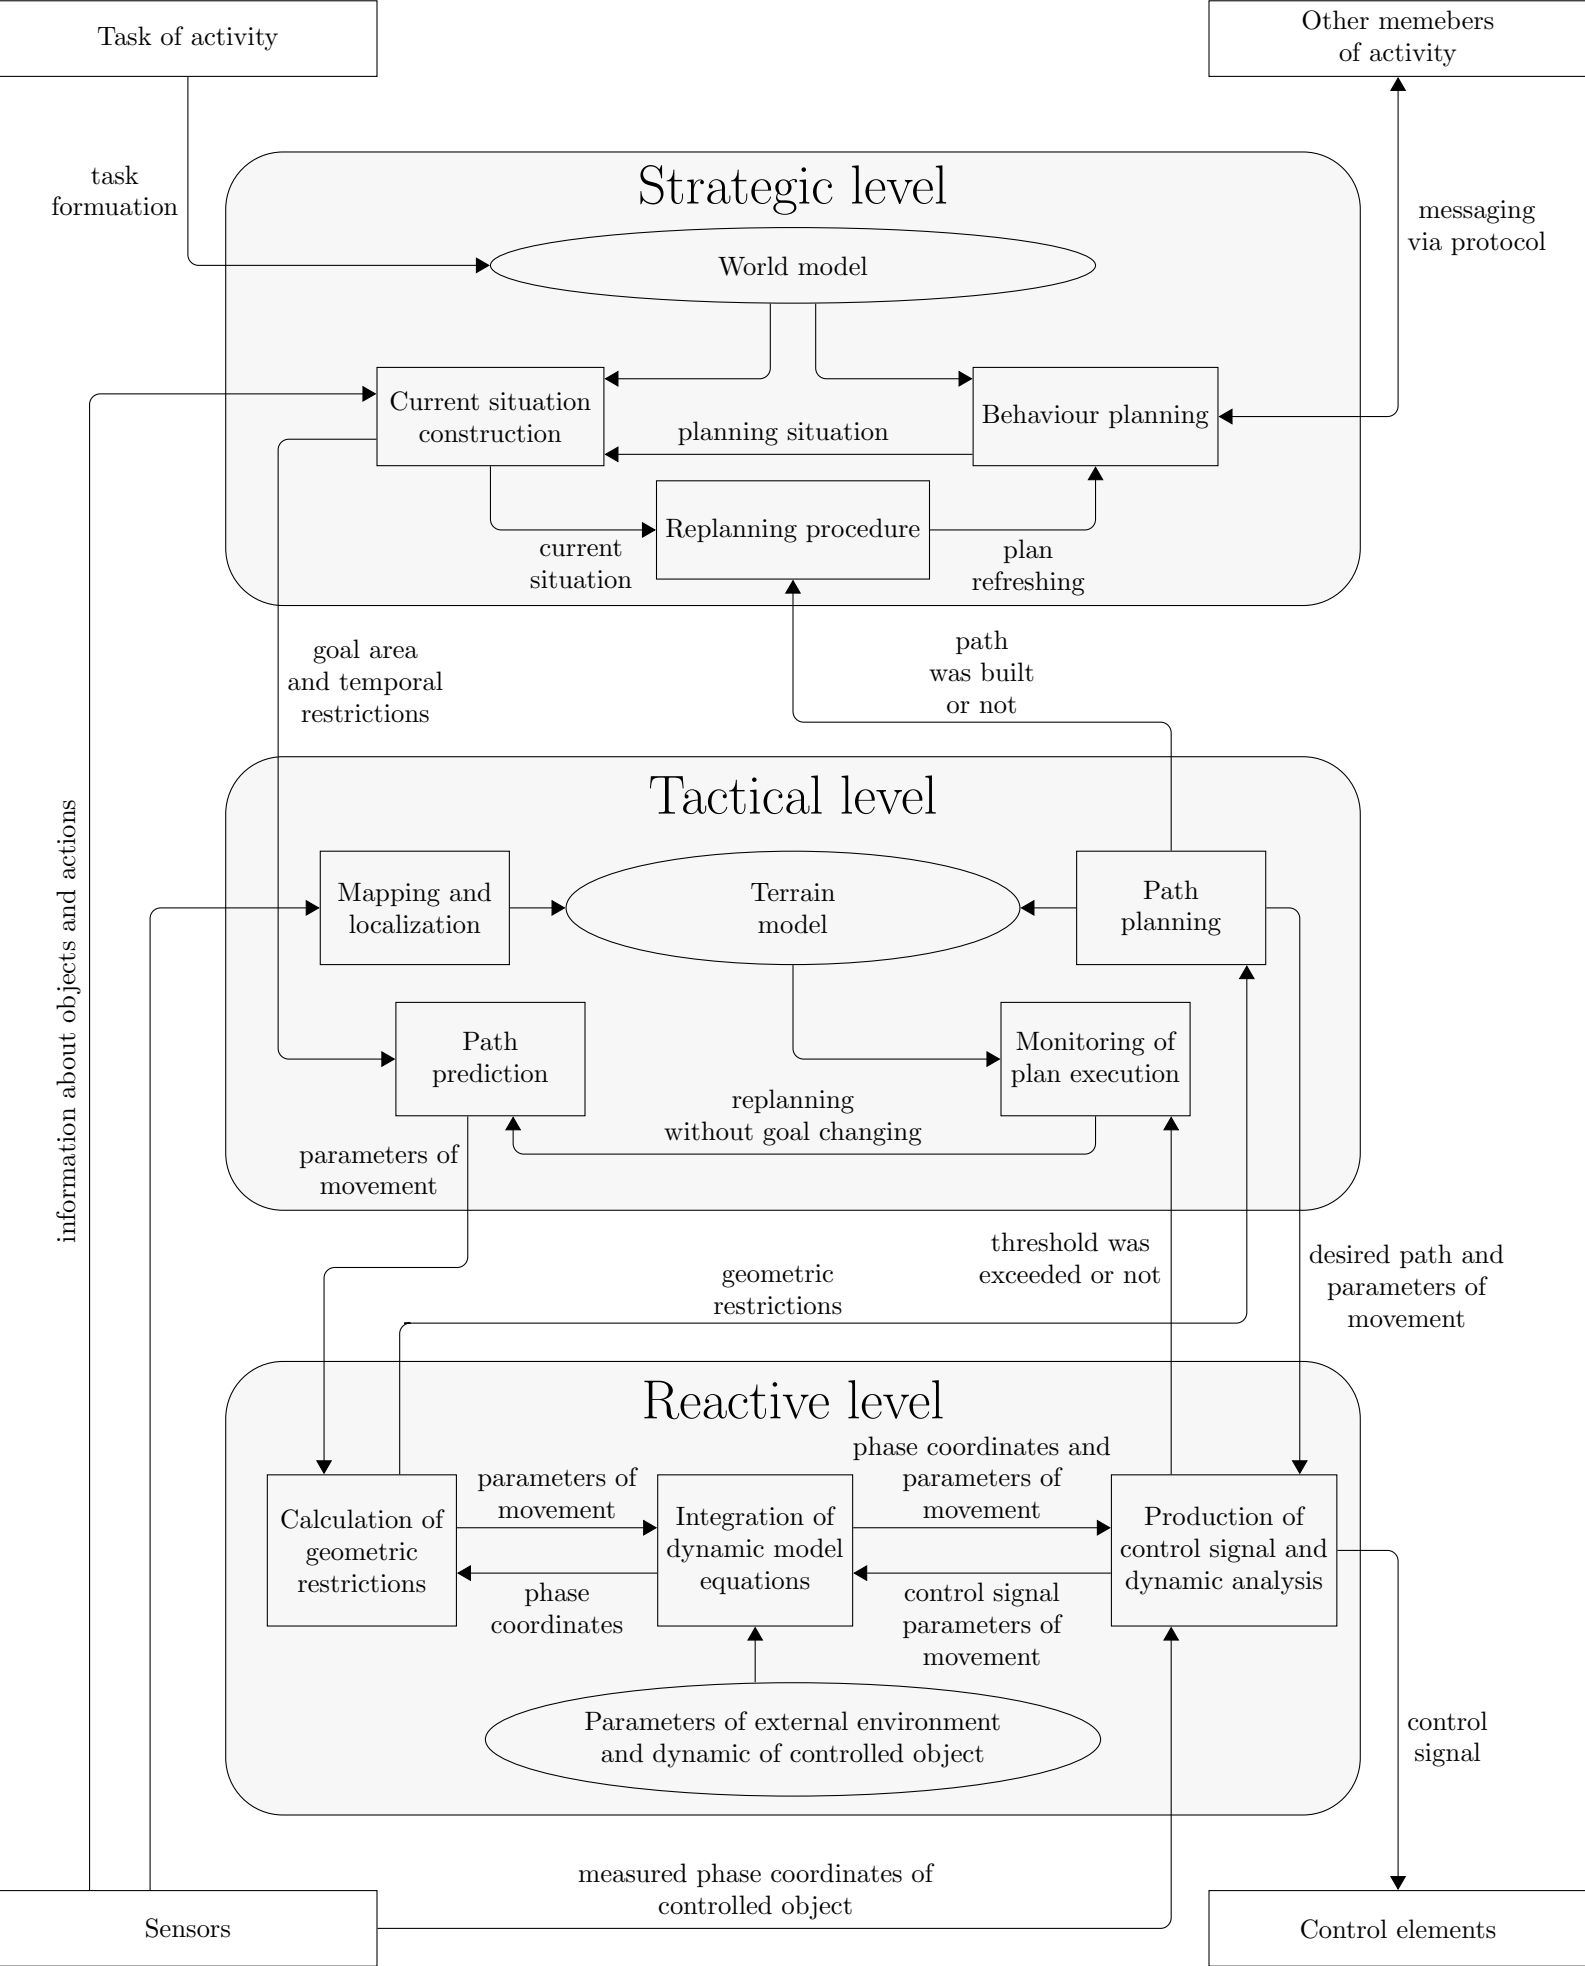 Task of activity
Other memebers
of activity
task
formuation
messaging
via protocol
Strategic level
World model
Current situation
construction
planning situation
Behaviour planning
Replanning procedure
current
situation
plan
refreshing
goal area
and temporal
restrictions
path
was built
or not
information about objects and actions
Tactical level
Mapping and
localization
Terrain
model
Path
planning
Path
prediction
Monitoring of
plan execution
replanning
without goal changing
parameters of
movement
threshold was
exceeded or not
geometric
restrictions
desired path and
parameters of
movement
Reactive level
Calculation of
geometric
restrictions
parameters of
movement
phase
coordinates
Integration of
dynamic model
equations
phase coordinates and
parameters of
movement
control signal
parameters of
movement
Production of
control signal and
dynamic analysis
Parameters of external environment
and dynamic of controlled object
control
signal
measured phase coordinates of
controlled object
Sensors
Control elements